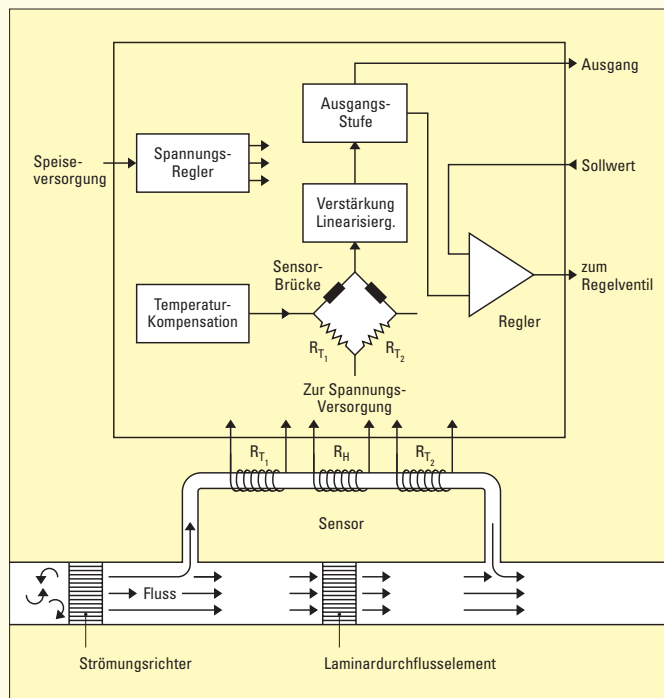 Ausgang
Ausgangs-
Stufe
Speise-
versorgung
Spannungs-
Regler
Sollwert
Verstärkung
Linearisierg.
Sensor-
Brücke
zum
Regelventil
Temperatur-
Kompensation
Regler
RT1
RT2
Zur Spannungs-
Versorgung
RT1
RH
RT2
Sensor
Fluss
Strömungsrichter
Laminardurchflusselement